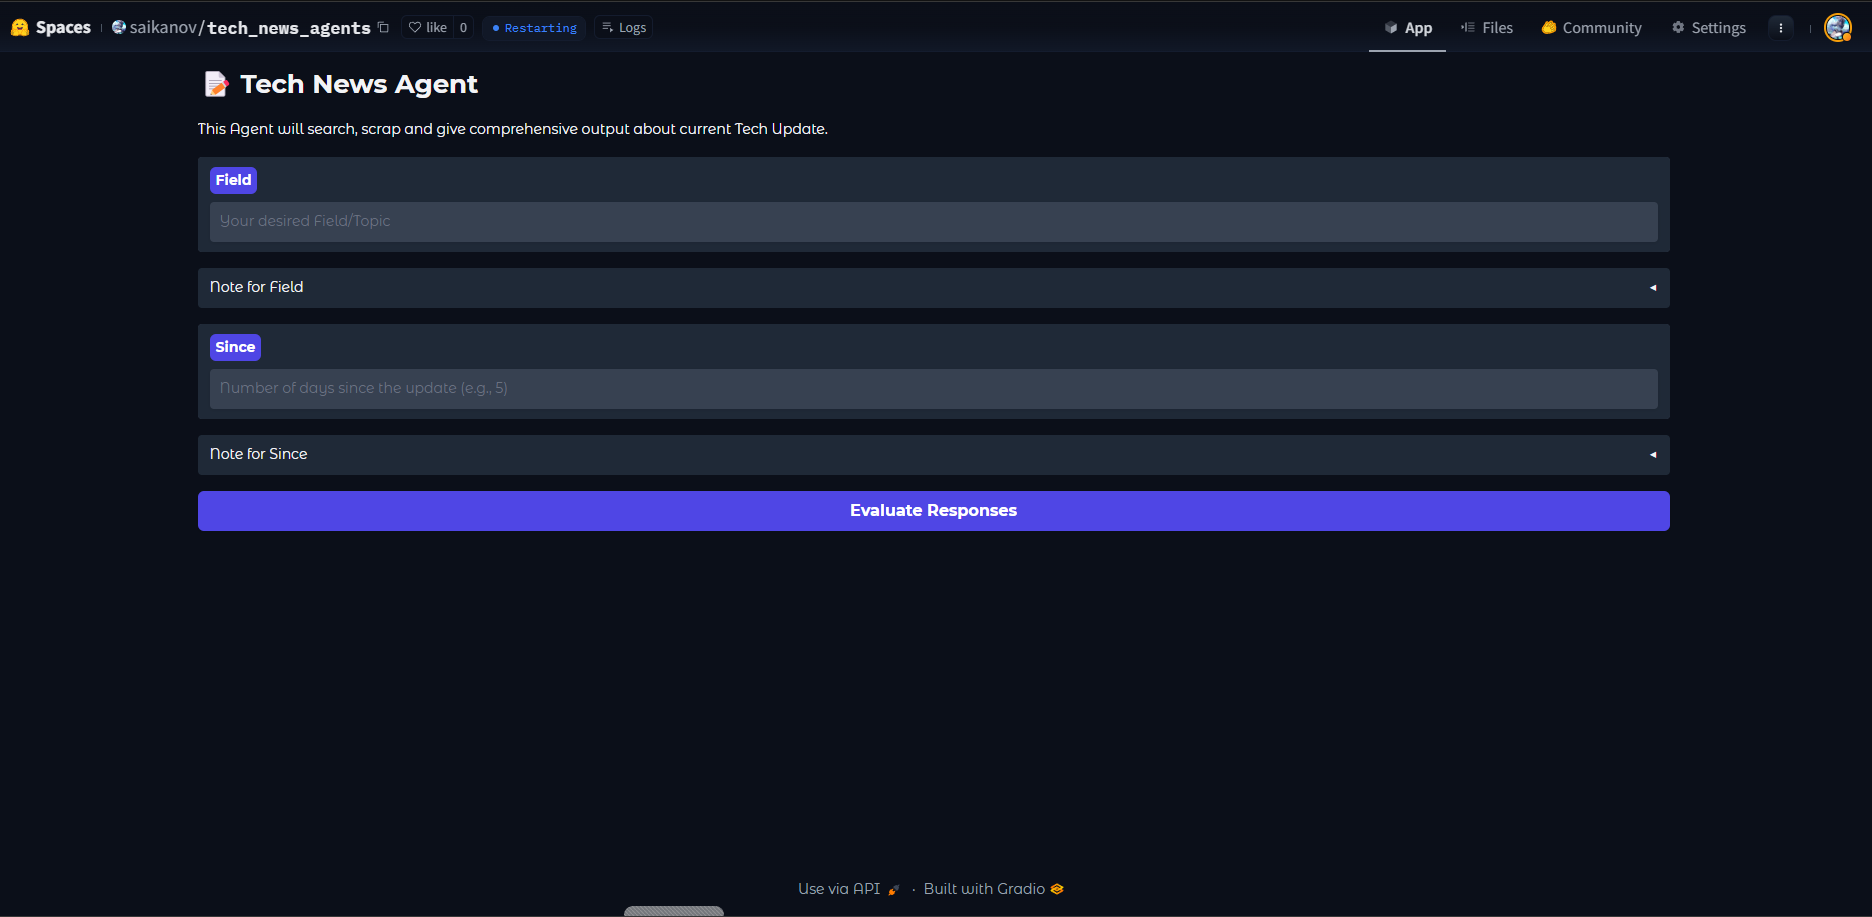 Spaces saikanov/tech_news_agents like 0 Restarting Logs App Files Community Settings
Tech News Agent
This Agent will search, scrap and give comprehensive output about current Tech Update.
Field
Your desired Field/Topic
Note for Field
Since
Number of days since the update (e.g., 5)
Note for Since
Evaluate Responses
Use via API · Built with Gradio